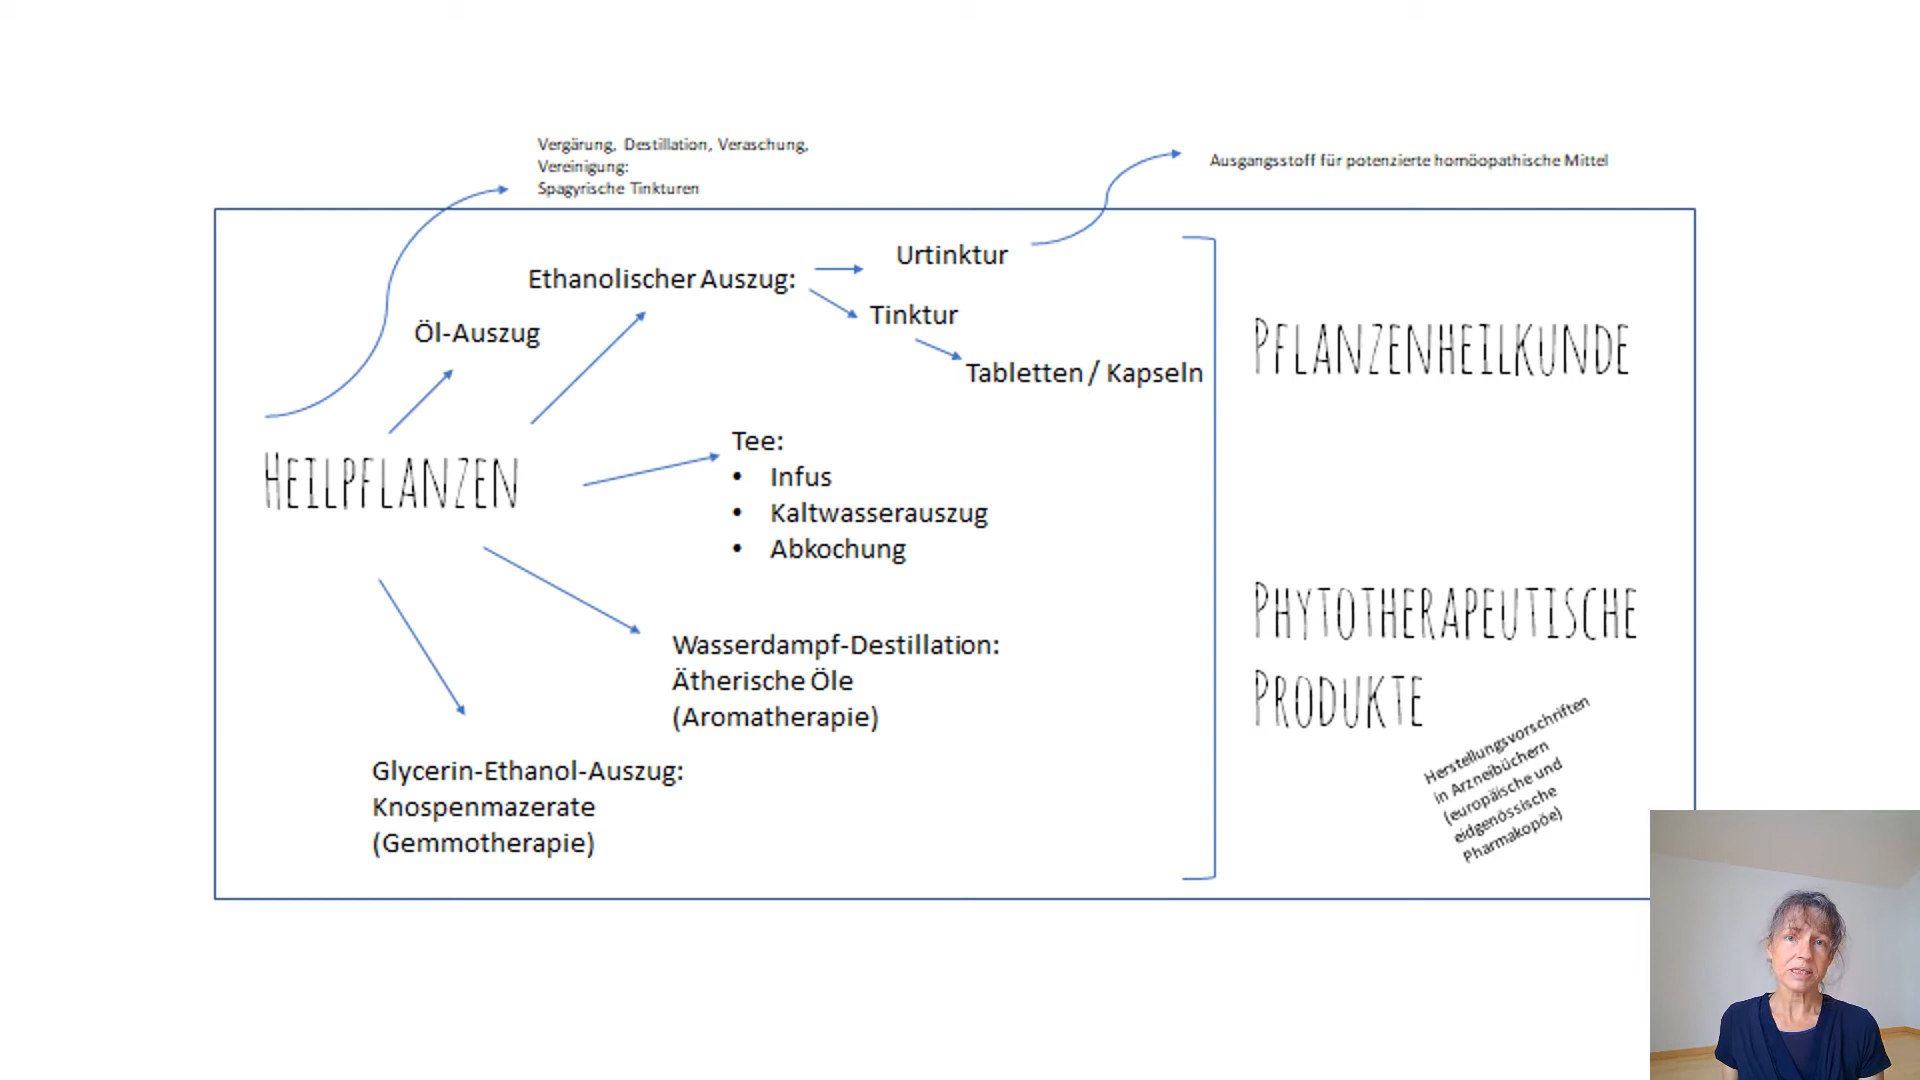 Vergärung, Destillation, Veraschung,
Vereinigung:
Spagyrische Tinkturen
Ausgangsstoff für potenzierte homöopathische Mittel
Urtinktur
Ethanolischer Auszug:
Tinktur
Öl-Auszug
Tabletten / Kapseln
PFLANZENHEILKUNDE
HEILPFLANZEN
Tee:
• Infus
• Kaltwasserauszug
• Abkochung
PHYTOTHERAPEUTISCHE
PRODUKTE
Wasserdampf-Destillation:
Ätherische Öle
(Aromatherapie)
Herstellungsvorschriften
in Arzneibüchern
(europäische und
eidgenössische
Pharmakopöe)
Glycerin-Ethanol-Auszug:
Knospenmazerate
(Gemmotherapie)